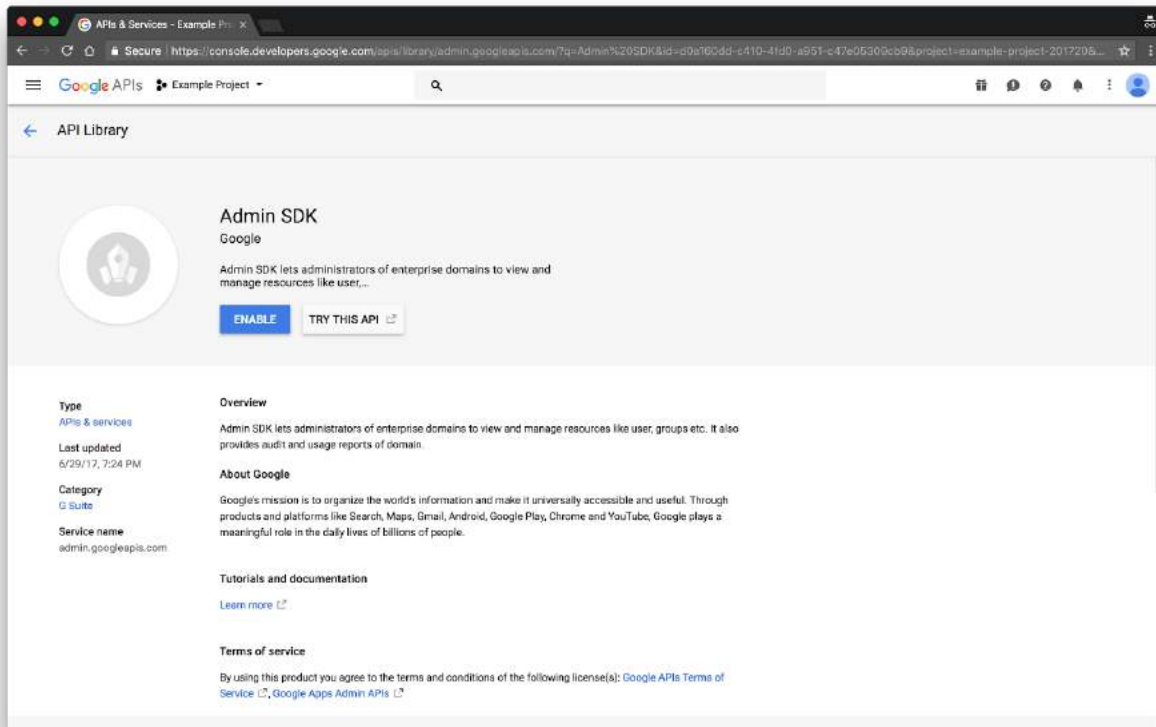 APIs & Services - Example Pr
Secure https://console.developers.google.com/apis/library/admin.googleapis.com/?q=Admin%20SDK&id=d0a160dd-c410-41d0-a951-c47e05309cb9&project=example-project-201720&...
Google APIs Example Project
API Library
Admin SDK
Google
Admin SDK lets administrators of enterprise domains to view and
manage resources like user,...
ENABLE TRY THIS API
Type
APIs & services
Last updated
6/29/17, 7:24 PM
Category
G Suite
Service name
admin.googleapis.com
Overview
Admin SDK lets administrators of enterprise domains to view and manage resources like user, groups etc. It also
provides audit and usage reports of domain.
About Google
Google's mission is to organize the world's information and make it universally accessible and useful. Through
products and platforms like Search, Maps, Gmail, Android, Google Play, Chrome and YouTube, Google plays a
meaningful role in the daily lives of billions of people.
Tutorials and documentation
Learn more
Terms of service
By using this product you agree to the terms and conditions of the following license(s): Google APIs Terms of
Service, Google Apps Admin APIs